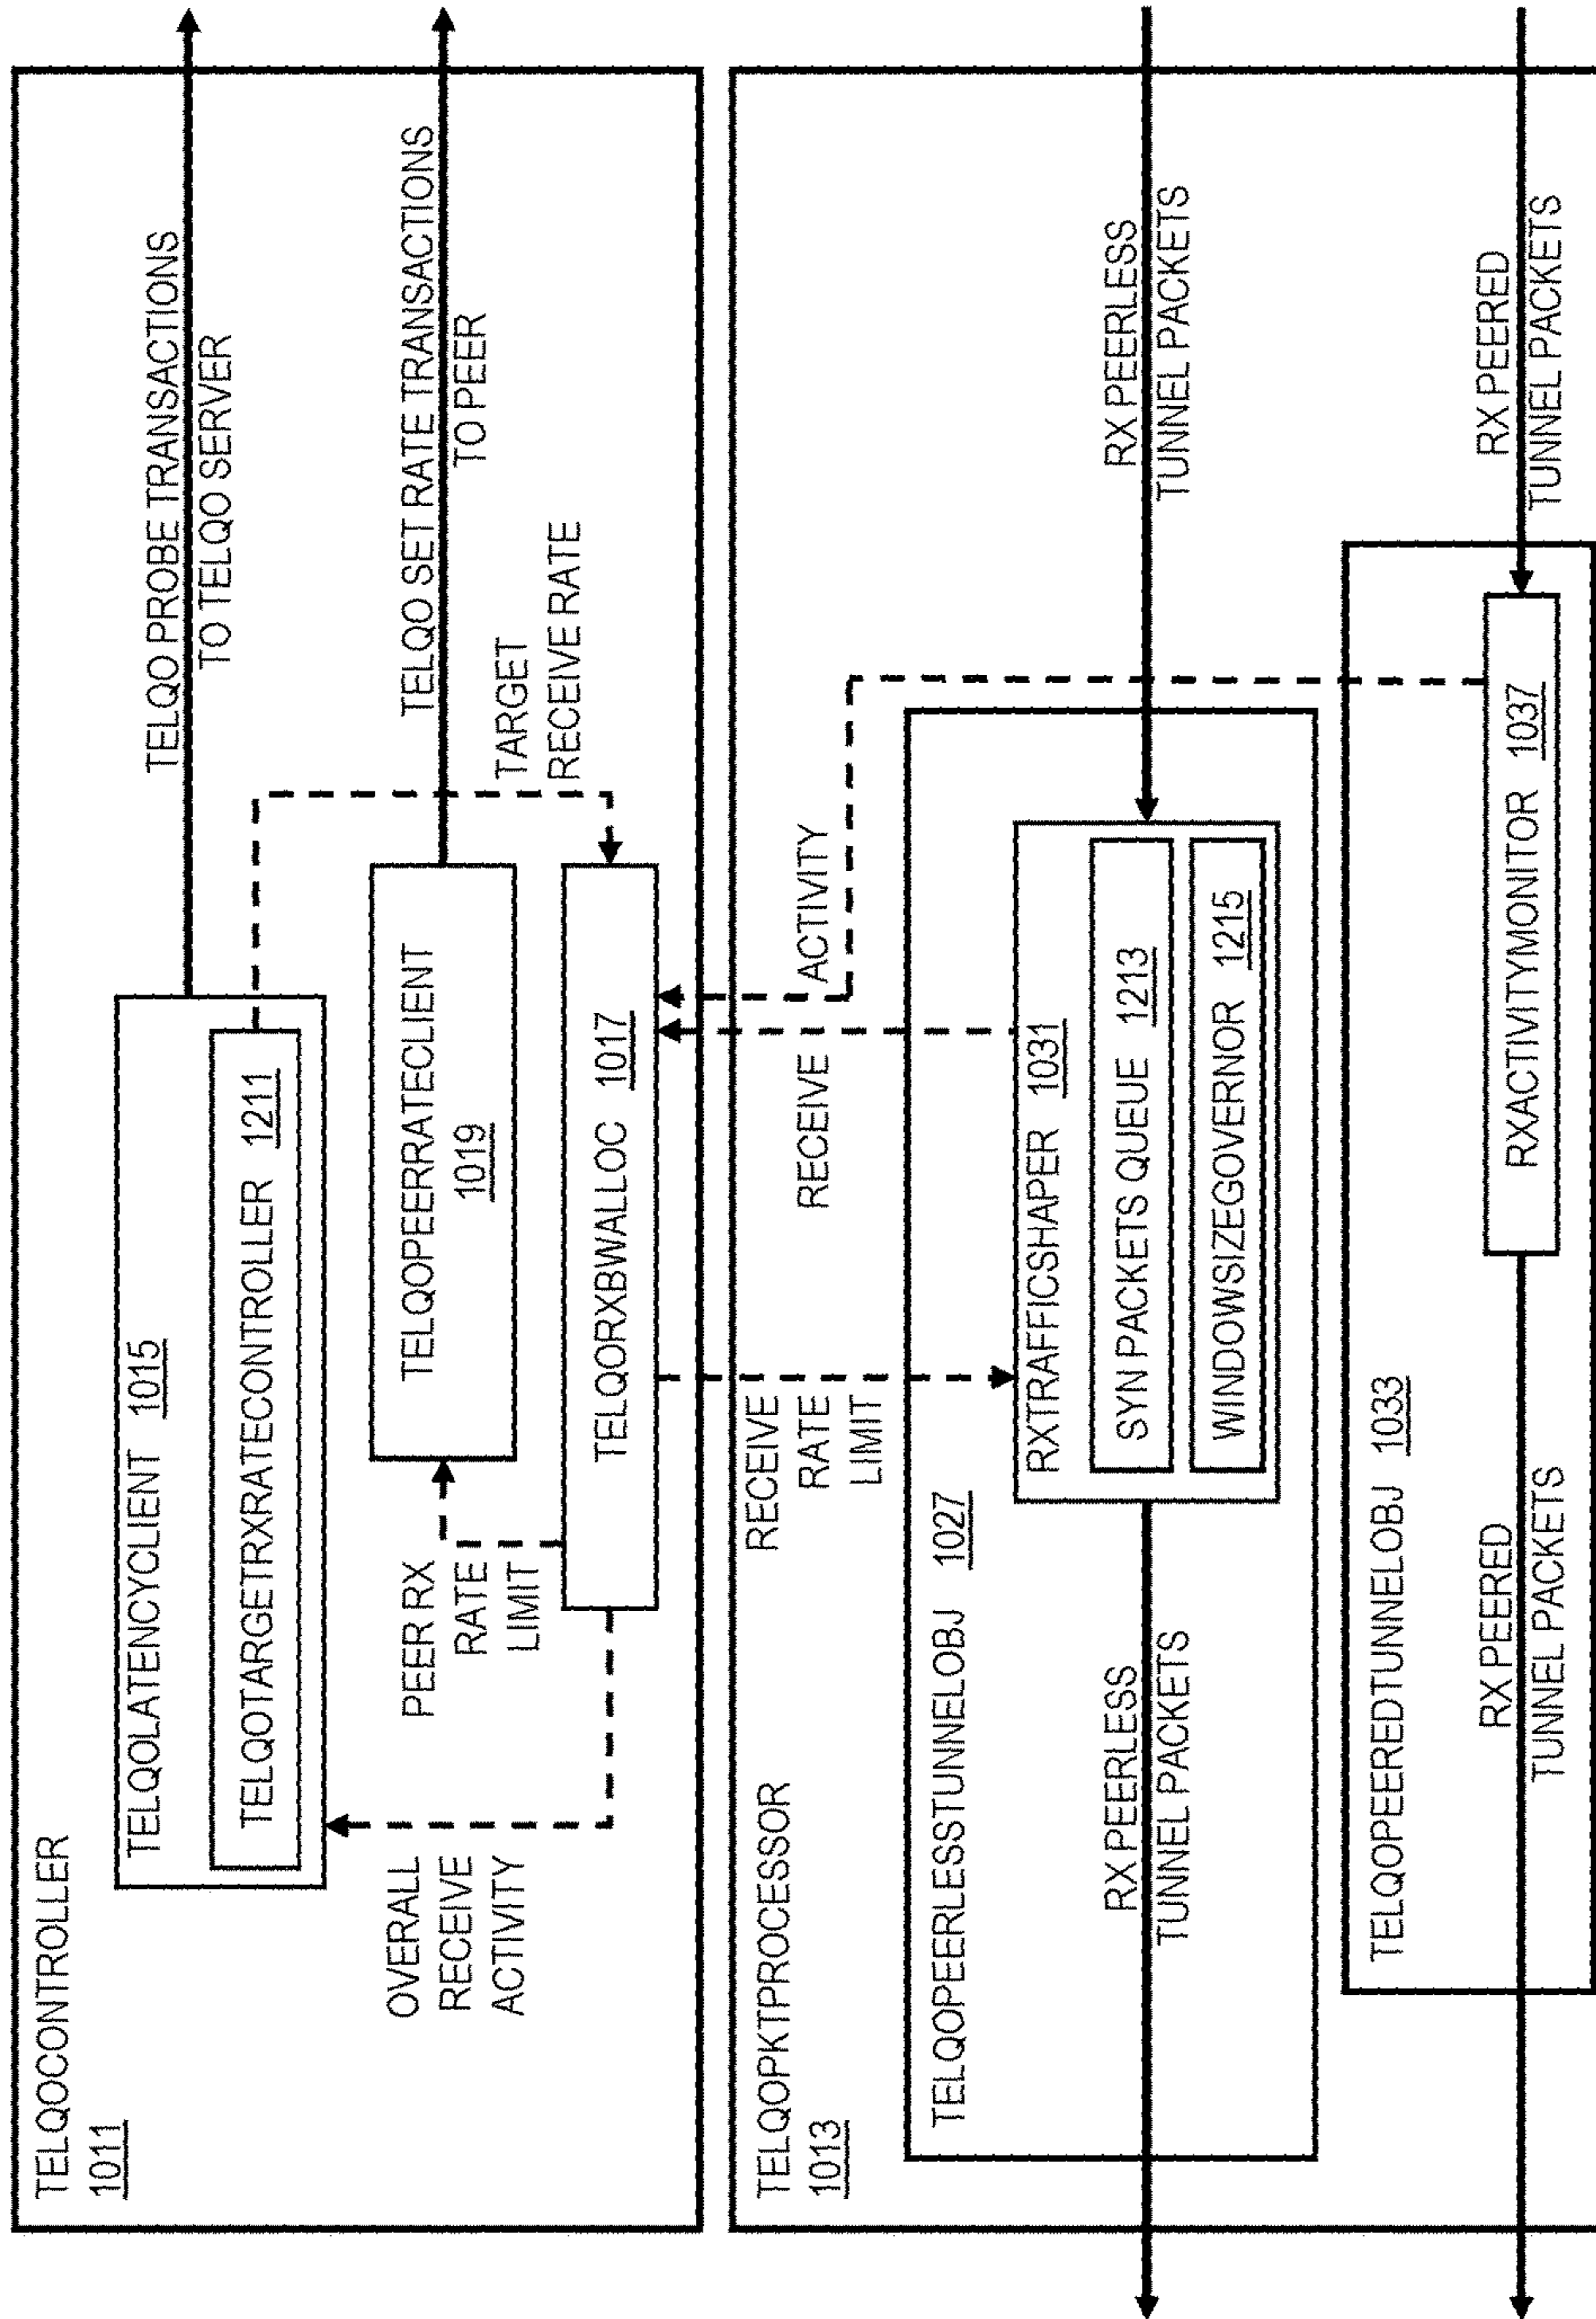 TELQOCONTROLLER
1011
TELQOLATENCYCLIENT 1015
TELQOTARGETRXRATECONTROLLER 1211
TELQO PROBE TRANSACTIONS
TO TELQO SERVER
OVERALL
RECEIVE
ACTIVITY
PEER RX
RATE
LIMIT
TELQOPEERRATECLIENT
1019
TELQO SET RATE TRANSACTIONS
TO PEER
TARGET
RECEIVE RATE
TELQORXBWALLOC 1017
TELQOPKTPROCESSOR
1013
RECEIVE
RATE
LIMIT
RECEIVE
ACTIVITY
TELQOPEERLESSTUNNELOBJ 1027
RXTRAFFICSHAPER 1031
SYN PACKETS QUEUE 1213
WINDOWSIZEGOVERNOR 1215
RX PEERLESS
TUNNEL PACKETS
RX PEERLESS
TUNNEL PACKETS
TELQOPEEREDTUNNELOBJ 1033
RX PEERED
TUNNEL PACKETS
RXACTIVITYMONITOR 1037
RX PEERED
TUNNEL PACKETS